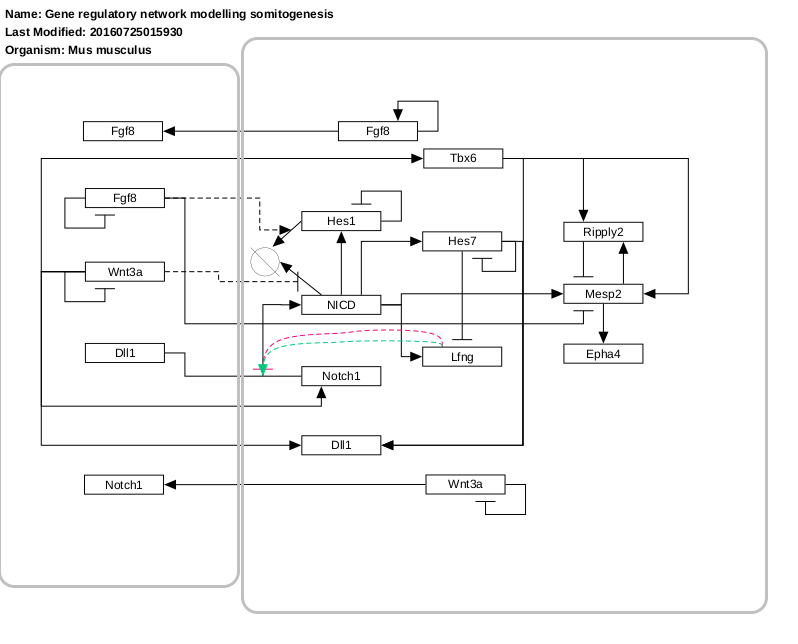 Name: Gene regulatory network modelling somitogenesis
Last Modified: 20160725015930
Organism: Mus musculus
Fgf8
Fgf8
Tbx6
Fgf8
Hes1
Ripply2
Hes7
Wnt3a
Mesp2
NICD
Dll1
Lfng
Epha4
Notch1
Dll1
Notch1
Wnt3a